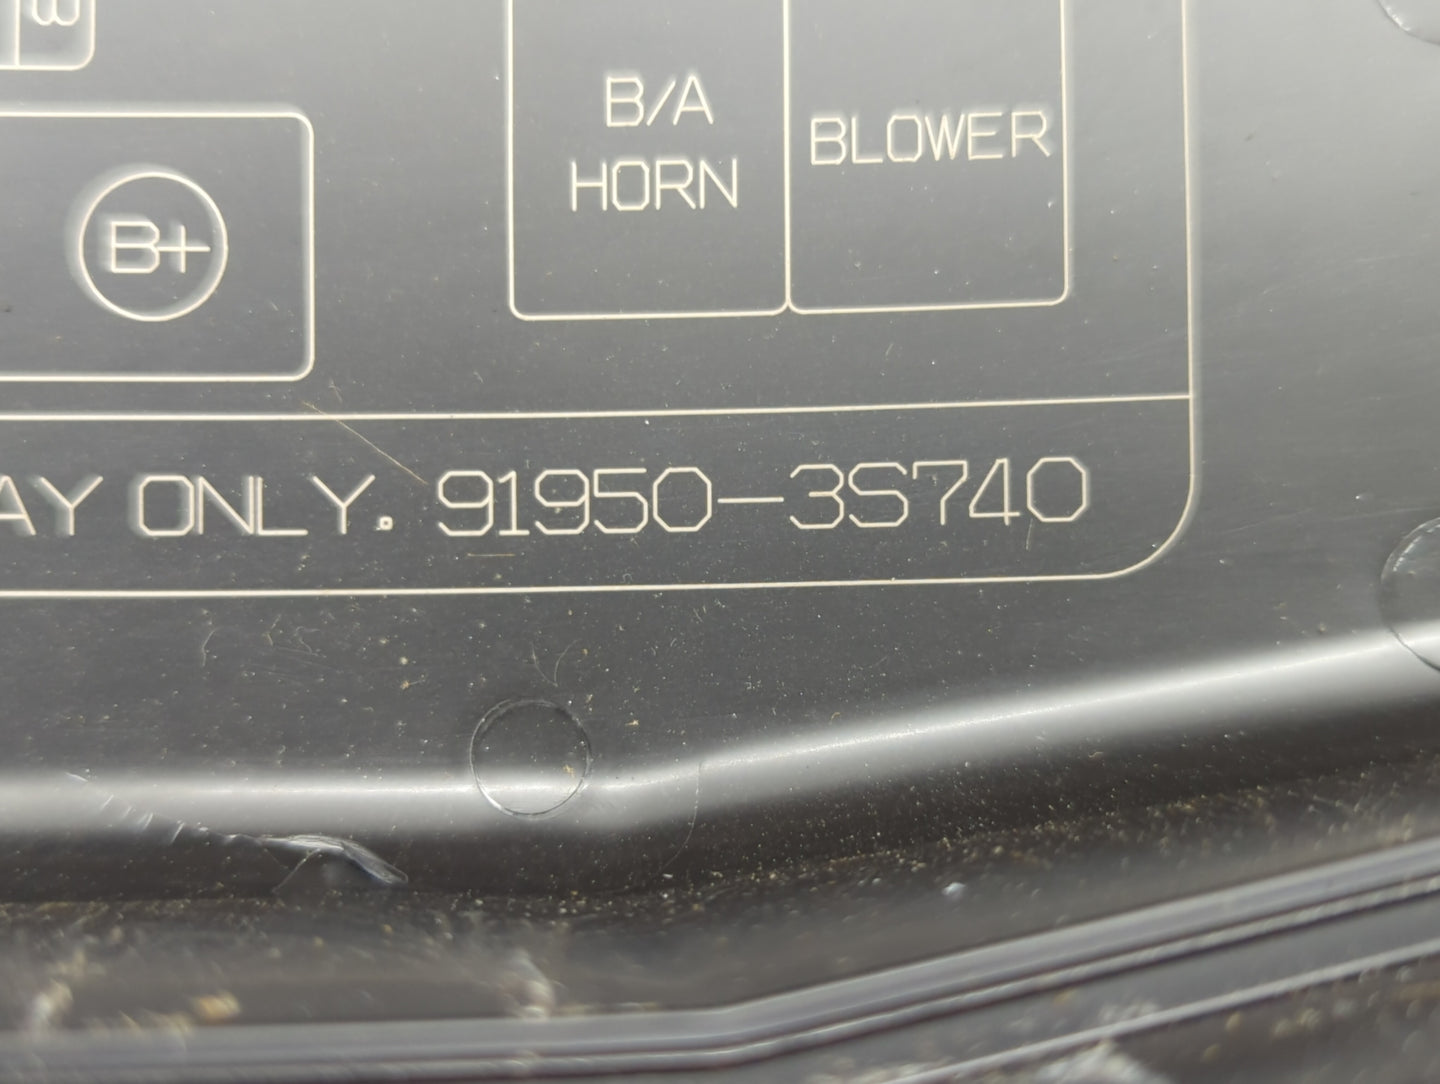 B/A
HORN
BLOWER
B+
AY ONLY. 91950-3S740